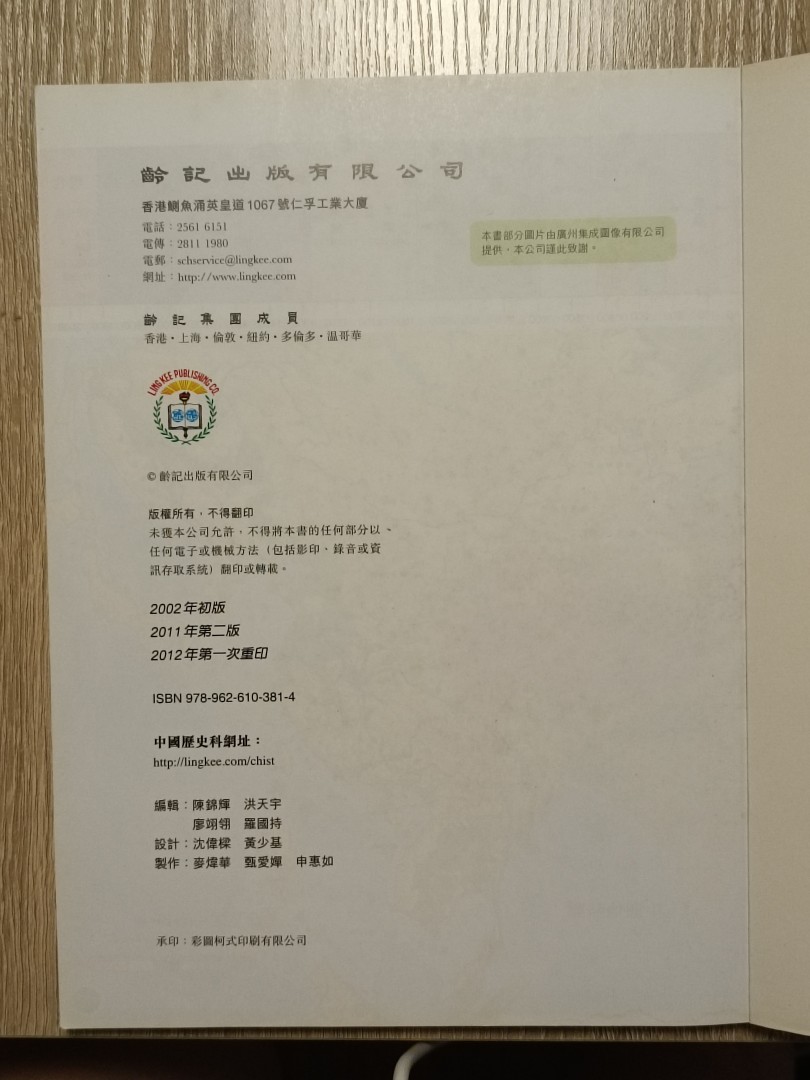 齡記出版有限公司
香港鰂魚涌英皇道1067號仁孚工業大廈
電話：2561 6151
電傳：2811 1980
電郵：schservice@lingkee.com
網址：http://www.lingkee.com
本書部分圖片由廣州集成圖像有限公司
提供，本公司謹此致謝。
齡記集團成員
香港・上海・倫敦・紐約・多倫多・温哥華
LING KEE PUBLISHING CO.
© 齡記出版有限公司
版權所有，不得翻印
未獲本公司允許，不得將本書的任何部分以、
任何電子或機械方法（包括影印、錄音或資
訊存取系統）翻印或轉載。
2002年初版
2011年第二版
2012年第一次重印
ISBN 978-962-610-381-4
中國歷史科網址：
http://lingkee.com/chist
編輯：陳錦輝　洪天宇
廖翊翎　羅國持
設計：沈偉樑　黃少基
製作：麥煒華　甄愛嬋　申惠如
承印：彩圖柯式印刷有限公司